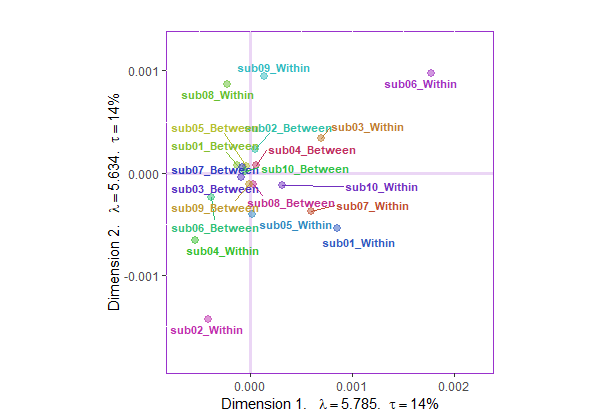 sub09_Within
0.001
sub06_Within
sub08_Within
sub05_Between
sub02_Between
sub03_Within
sub01_Between
sub04_Between
sub07_Between
sub10_Between
0.000
sub03_Between
sub10_Within
sub09_Between
sub08_Between
sub07_Within
sub06_Between
sub05_Within
sub01_Within
sub04_Within
-0.001
sub02_Within
0.000
0.001
0.002
Dimension 1. λ = 5.785. τ = 14%
Dimension 2. λ = 5.634. τ = 14%